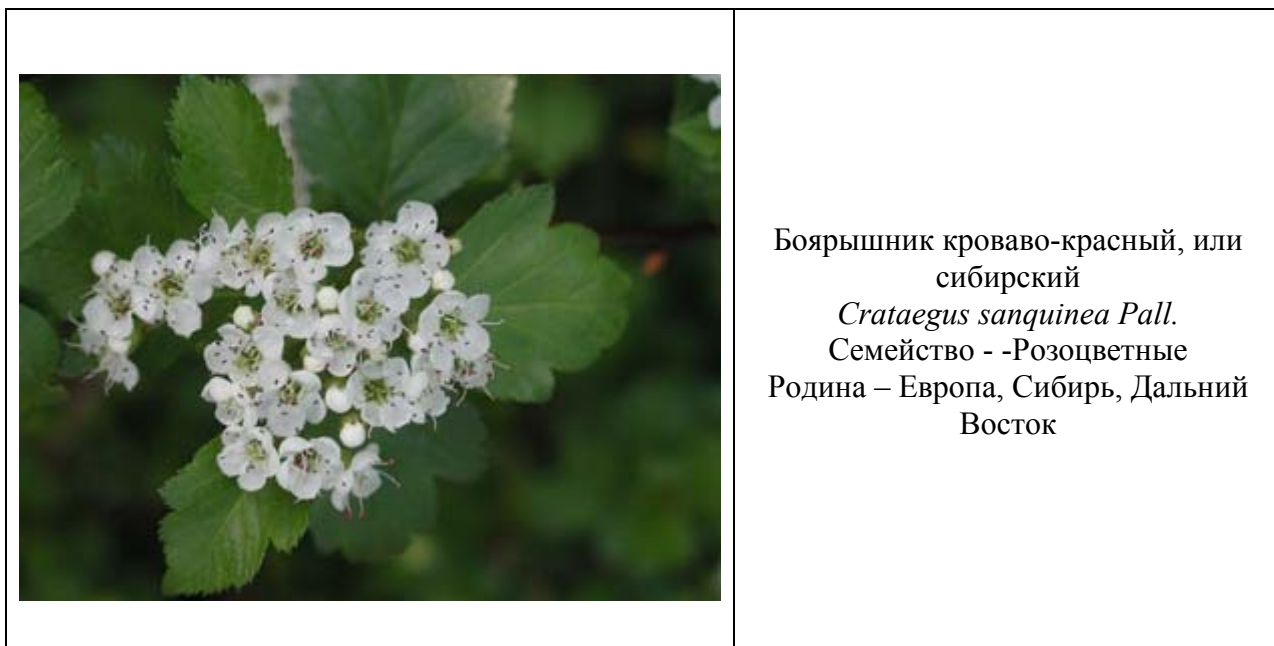 Боярышник кроваво-красный, или
сибирский
Crataegus sanquinea Pall.
Семейство - -Розоцветные
Родина – Европа, Сибирь, Дальний
Восток